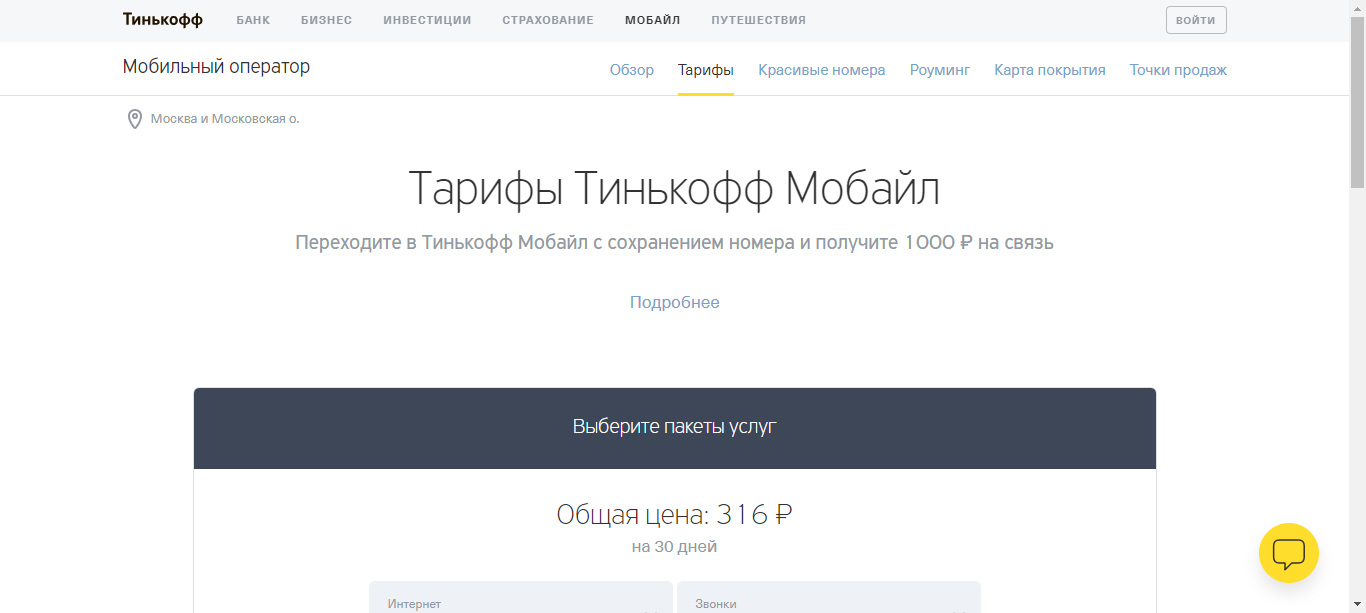 Тинькофф БАНК БИЗНЕС ИНВЕСТИЦИИ СТРАХОВАНИЕ МОБАЙЛ ПУТЕШЕСТВИЯ ВОЙТИ
Мобильный оператор Обзор Тарифы Красивые номера Роуминг Карта покрытия Точки продаж
Москва и Московская о.
Тарифы Тинькофф Мобайл
Переходите в Тинькофф Мобайл с сохранением номера и получите 1000 ₽ на связь
Подробнее
Выберите пакеты услуг
Общая цена: 316 ₽
на 30 дней
Интернет Звонки